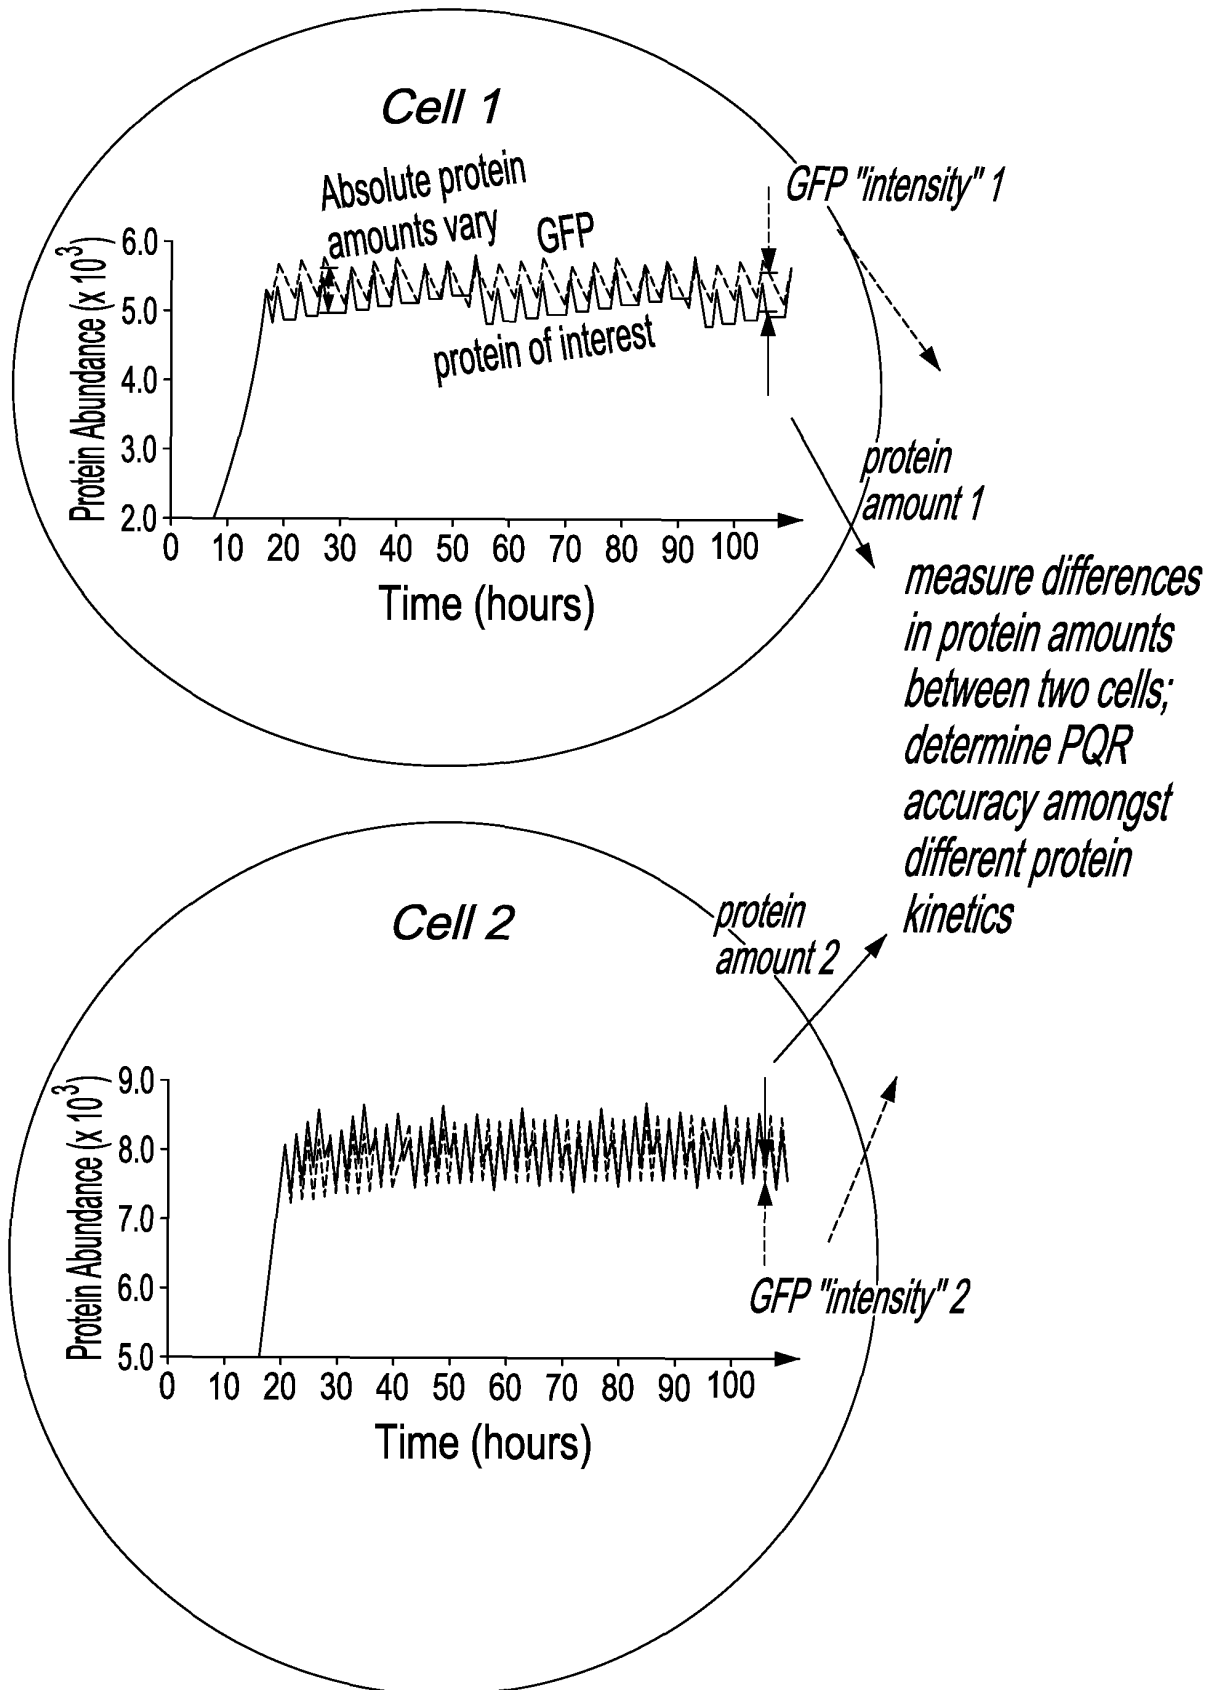 Cell 1
Absolute protein
amounts vary
GFP
GFP "intensity" 1
protein of interest
Protein Abundance (x 10³)
6.0
5.0
4.0
3.0
2.0
0 10 20 30 40 50 60 70 80 90 100
Time (hours)
protein
amount 1
measure differences
in protein amounts
between two cells;
determine PQR
accuracy amongst
different protein
kinetics
Cell 2
protein
amount 2
Protein Abundance (x 10³)
9.0
8.0
7.0
6.0
5.0
0 10 20 30 40 50 60 70 80 90 100
Time (hours)
GFP "intensity" 2